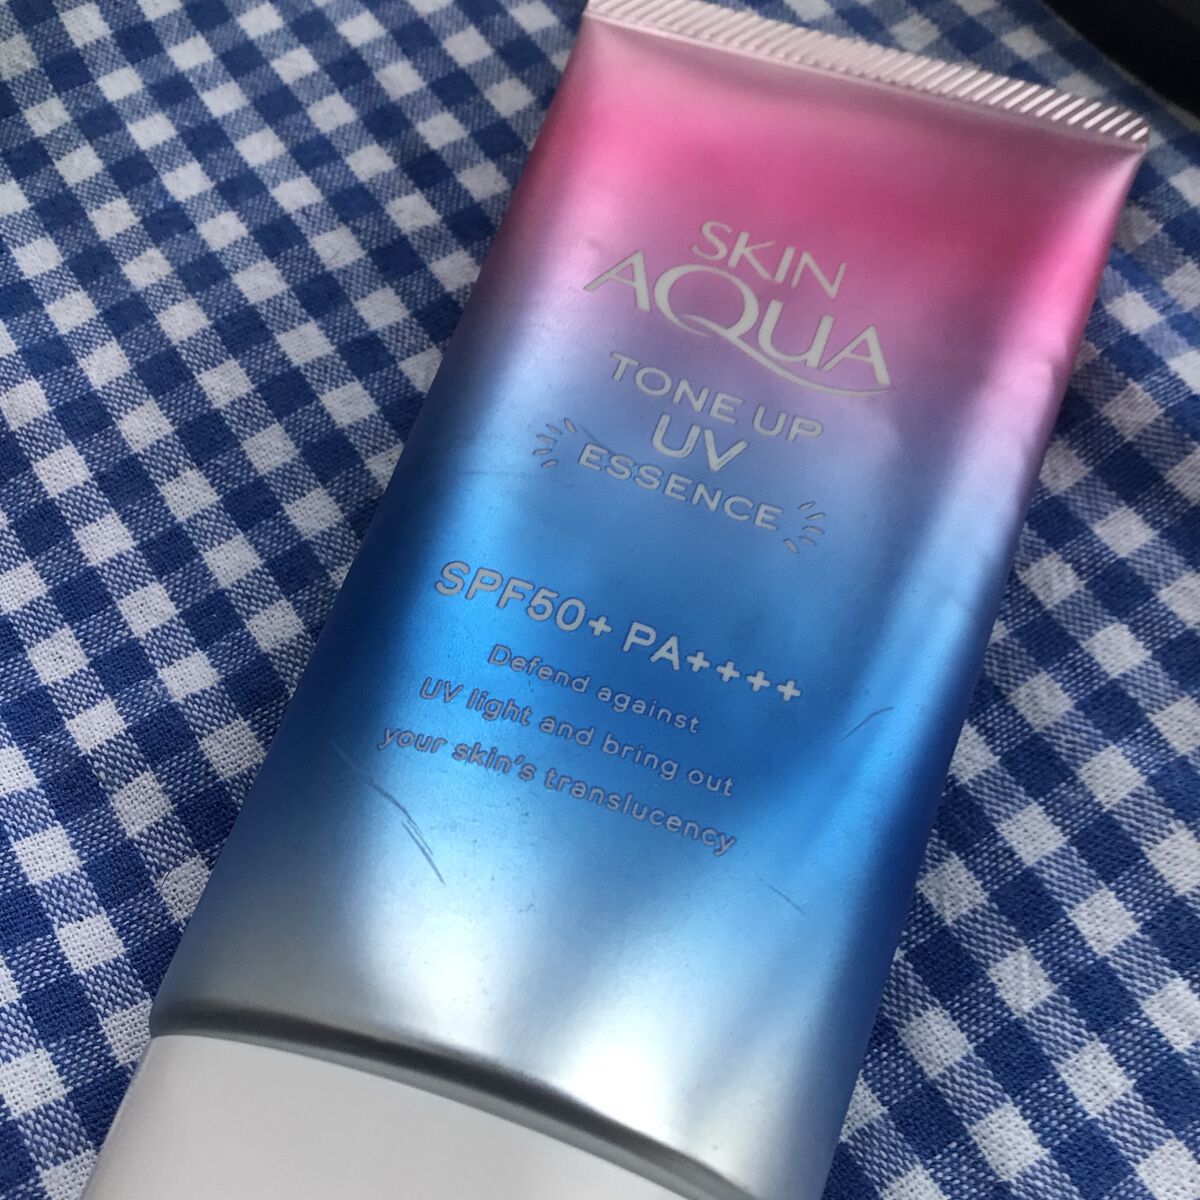 SKIN
AQUA
TONE UP
UV
ESSENCE
SPF50+ PA++++
Defend against
UV light and bring out
your skin's translucency